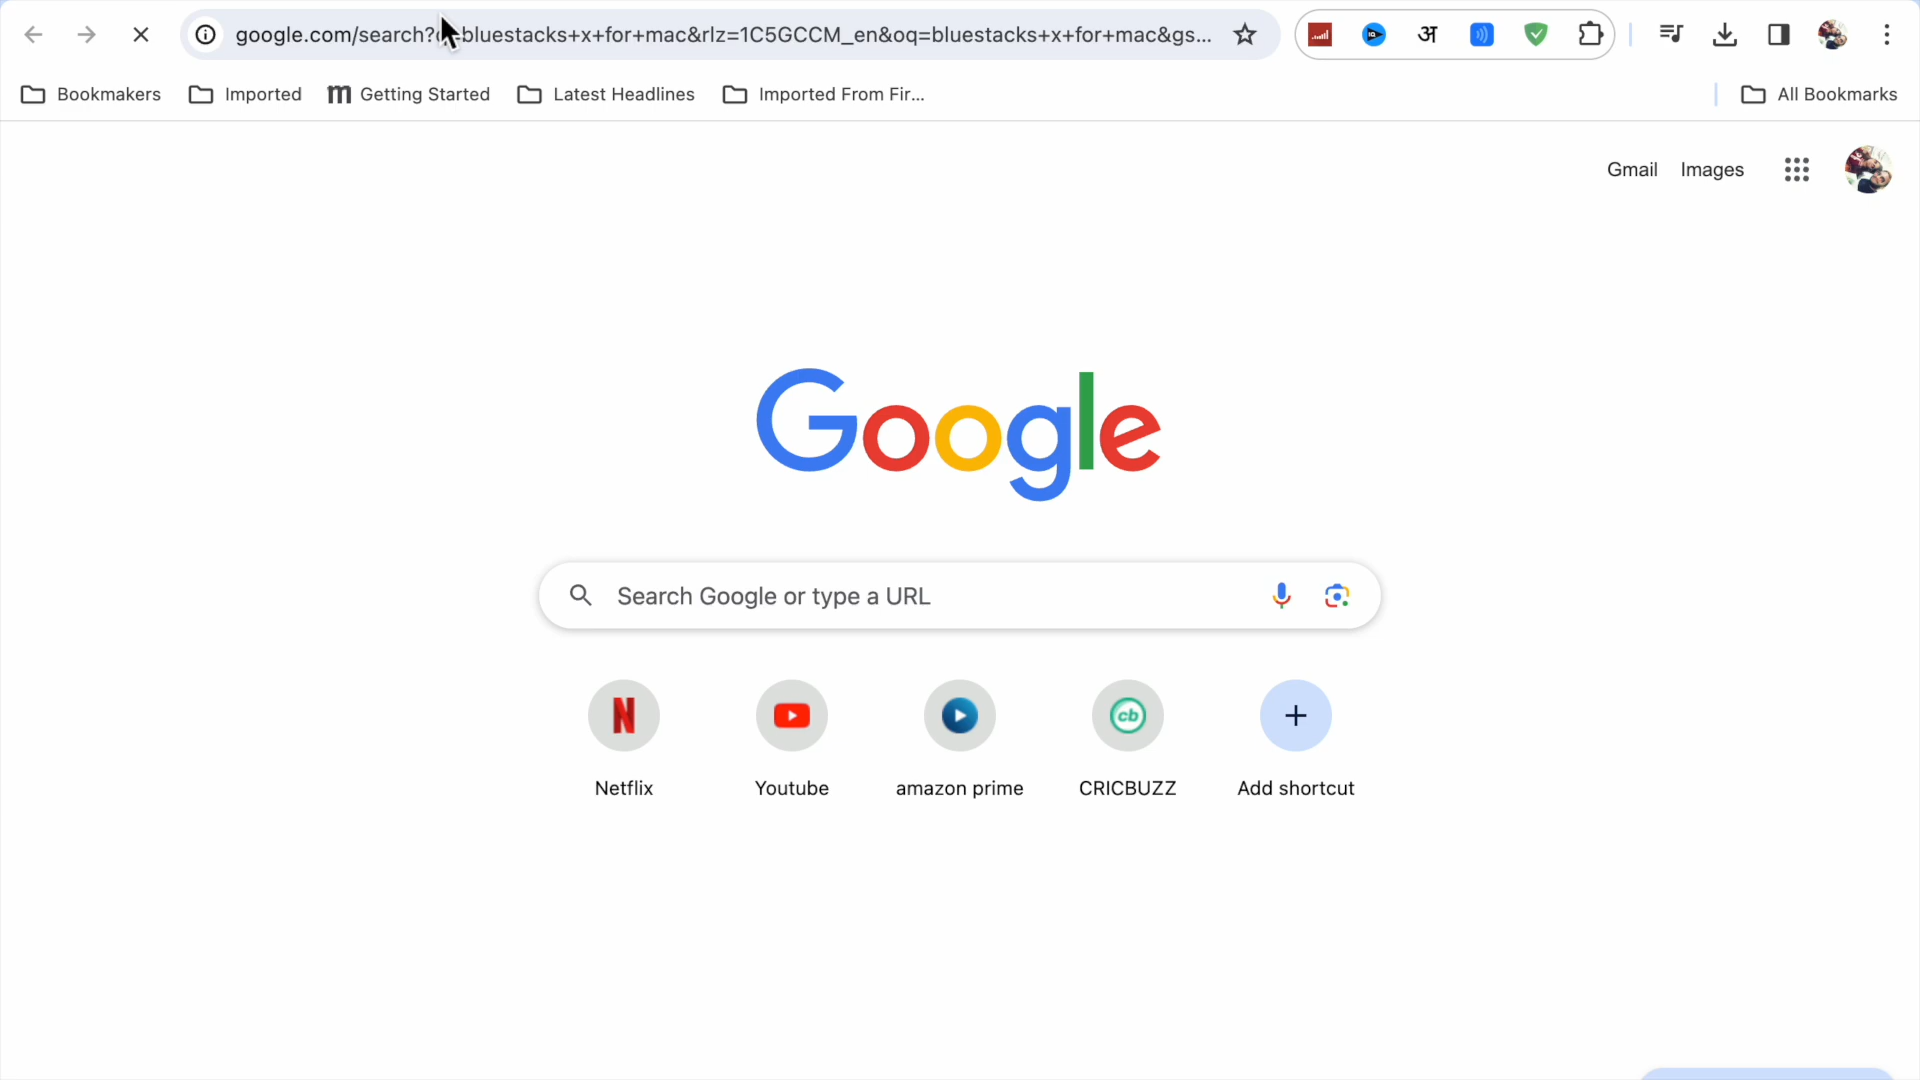 google.com/search?q=bluestacks+x+for+mac&rlz=1C5GCCM_en&oq=bluestacks+x+for+mac&gs...
Bookmarkers Imported Getting Started Latest Headlines Imported From Fir... All Bookmarks
Gmail Images
Google
Search Google or type a URL
Netflix Youtube amazon prime CRICBUZZ Add shortcut